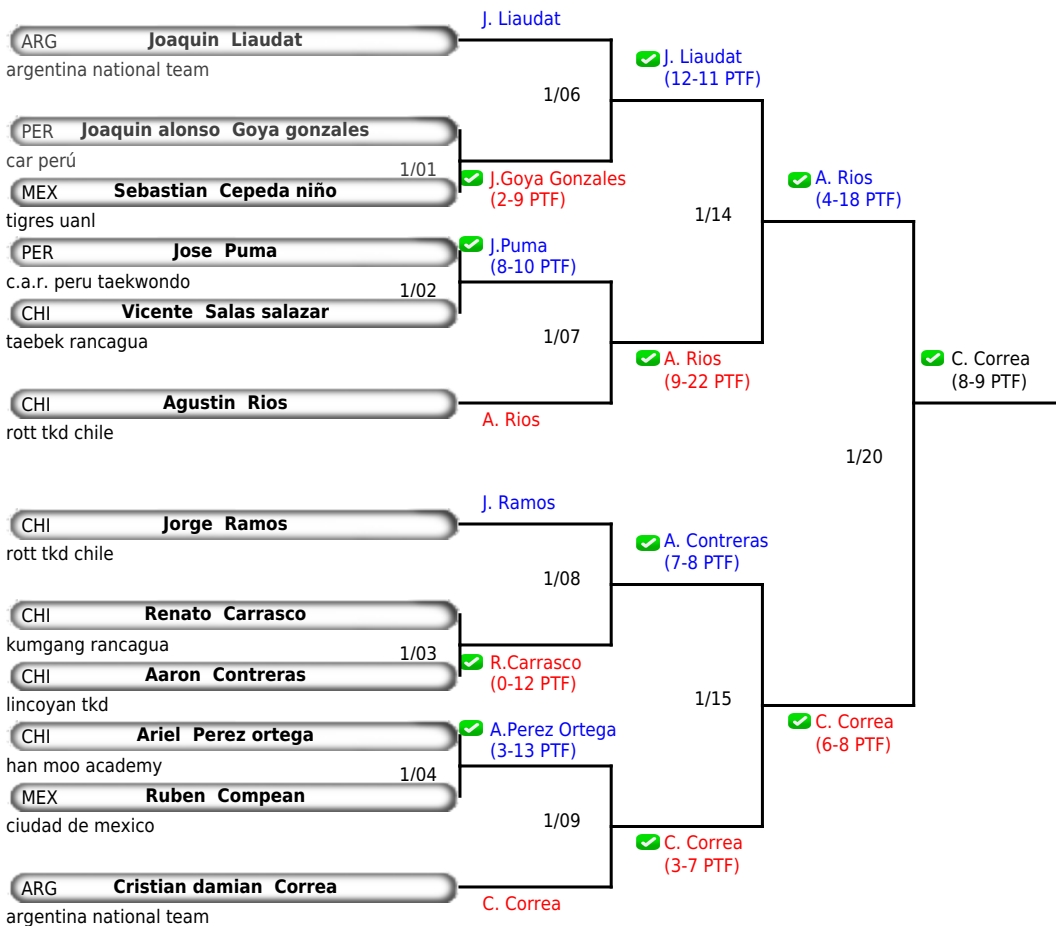 J. Liaudat
ARG Joaquin Liaudat
argentina national team
J. Liaudat
(12-11 PTF)
1/06
PER Joaquin alonso Goya gonzales
car perú
1/01
J.Goya Gonzales
(2-9 PTF)
MEX Sebastian Cepeda niño
tigres uanl
A. Rios
(4-18 PTF)
1/14
PER Jose Puma
c.a.r. peru taekwondo
J.Puma
(8-10 PTF)
1/02
CHI Vicente Salas salazar
taebek rancagua
1/07
A. Rios
(9-22 PTF)
C. Correa
(8-9 PTF)
CHI Agustin Rios
rott tkd chile
A. Rios
1/20
J. Ramos
CHI Jorge Ramos
rott tkd chile
A. Contreras
(7-8 PTF)
1/08
CHI Renato Carrasco
kumgang rancagua
1/03
R.Carrasco
(0-12 PTF)
CHI Aaron Contreras
lincoyan tkd
1/15
C. Correa
(6-8 PTF)
CHI Ariel Perez ortega
han moo academy
A.Perez Ortega
(3-13 PTF)
1/04
MEX Ruben Compean
ciudad de mexico
1/09
C. Correa
(3-7 PTF)
ARG Cristian damian Correa
argentina national team
C. Correa